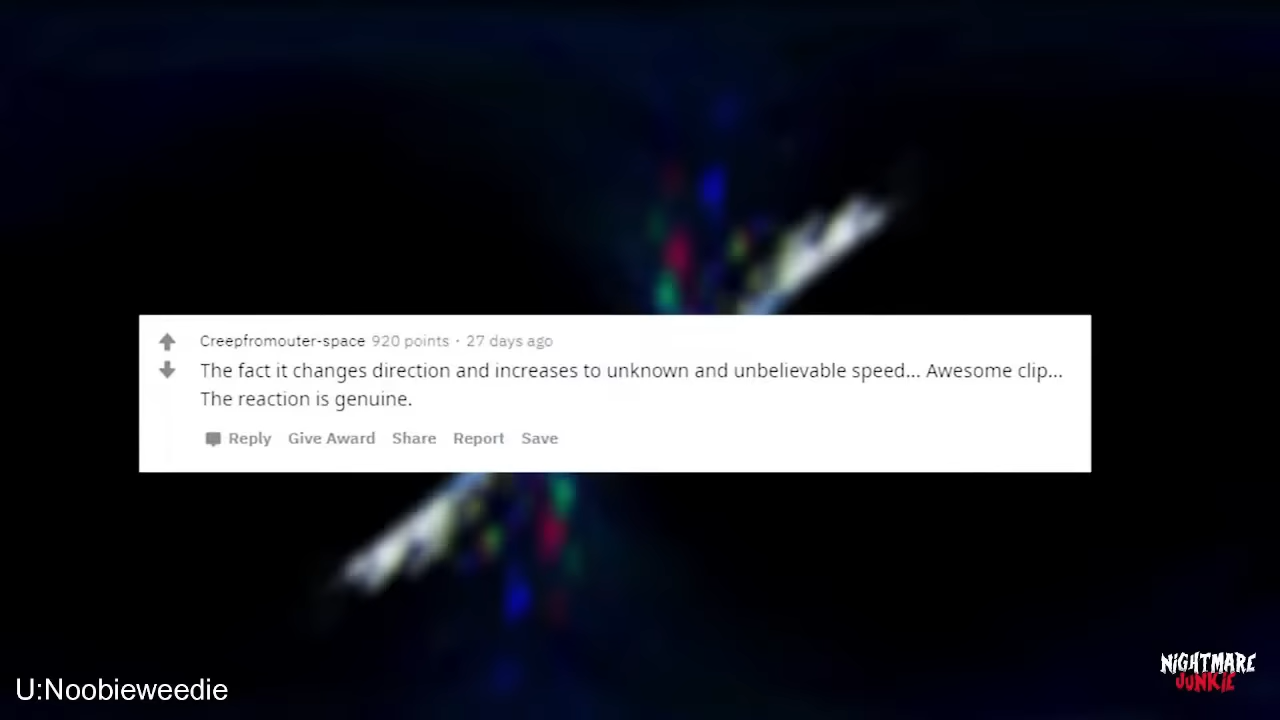 Creepfromouter-space 920 points · 27 days ago
The fact it changes direction and increases to unknown and unbelievable speed... Awesome clip...
The reaction is genuine.
Reply Give Award Share Report Save
U:Noobieweedie
NIGHTMARE
JUNKIE